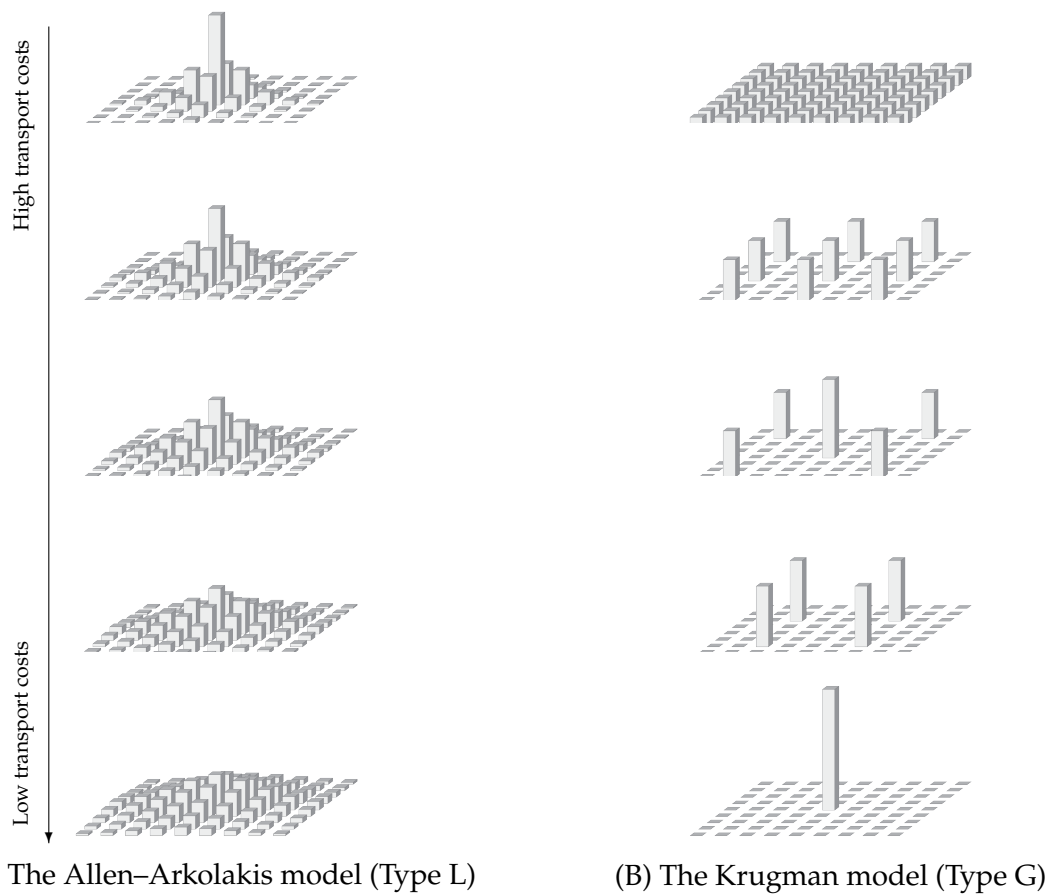 High transport costs
Low transport costs
The Allen–Arkolakis model (Type L)
(B) The Krugman model (Type G)